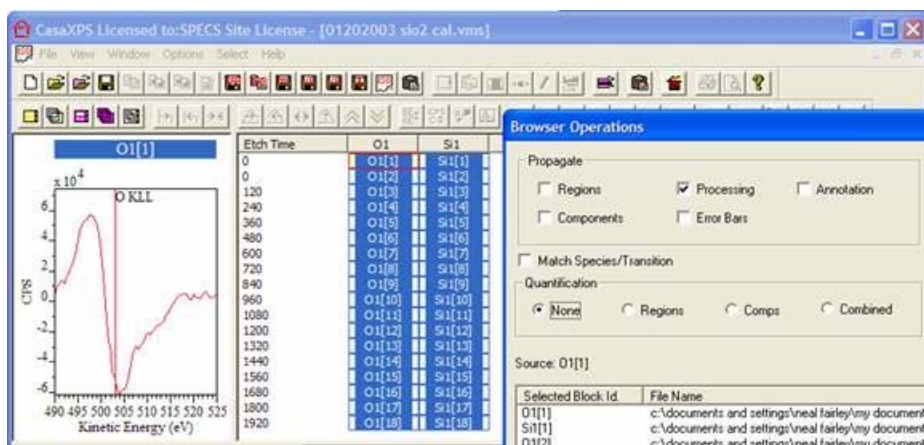 CasaXPS Licensed to:SPECS Site License - [01202003 sio2 cal.vms]
File View Window Options Select Help
O1[1]
x 10^4
O KLL
6
4
2
0
-2
-4
-6
CPS
490 495 500 505 510 515 520 525
Kinetic Energy (eV)
Etch Time O1 Si1
0 O1[1] Si1[1]
0 O1[2] Si1[2]
120 O1[3] Si1[3]
240 O1[4] Si1[4]
360 O1[5] Si1[5]
480 O1[6] Si1[6]
600 O1[7] Si1[7]
720 O1[8] Si1[8]
840 O1[9] Si1[9]
960 O1[10] Si1[10]
1080 O1[11] Si1[11]
1200 O1[12] Si1[12]
1320 O1[13] Si1[13]
1440 O1[14] Si1[14]
1560 O1[15] Si1[15]
1680 O1[16] Si1[16]
1800 O1[17] Si1[17]
1920 O1[18] Si1[18]
Browser Operations
Propagate
Regions Processing Annotation
Components Error Bars
Match Species/Transition
Quantification
None Regions Comps Combined
Source: O1[1]
Selected Block Id. File Name
O1[1] c:\documents and settings\neal fairley\my document
Si1[1] c:\documents and settings\neal fairley\my document
O1[2] c:\documents and settings\neal fairley\my document